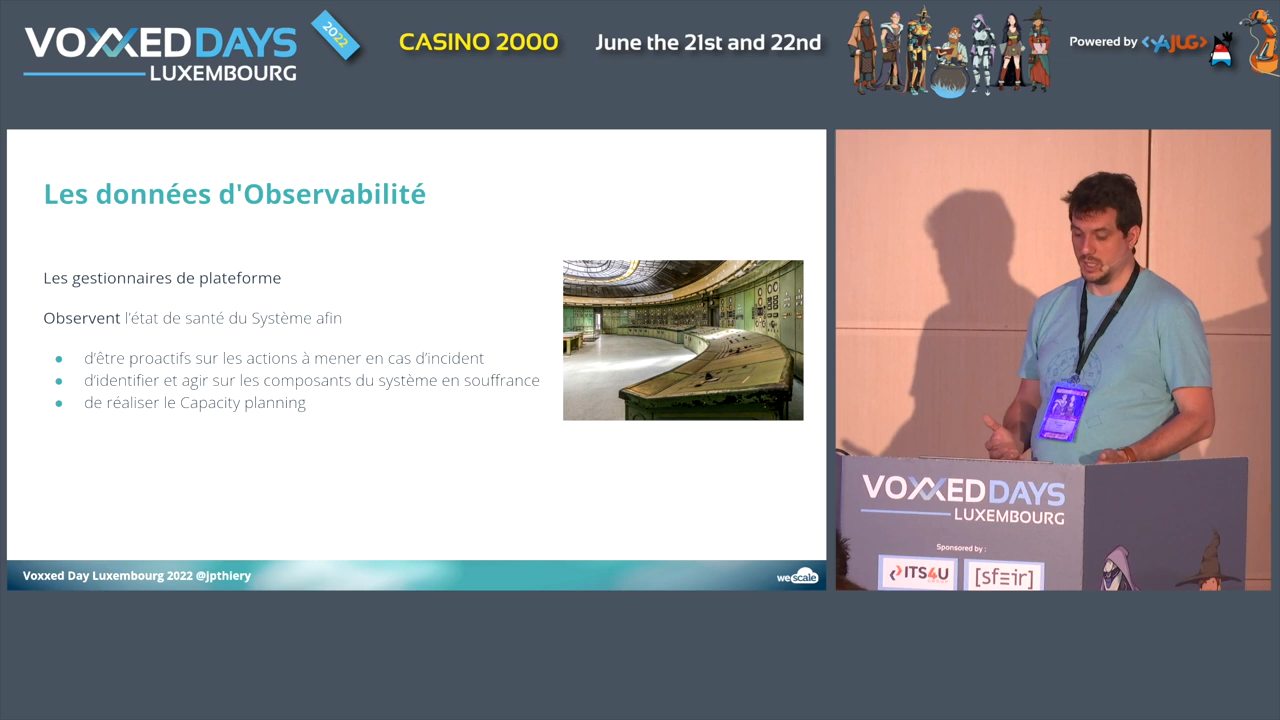 VOXXED DAYS
LUXEMBOURG
2022
CASINO 2000
June the 21st and 22nd
Powered by <YAJUG>
Les données d'Observabilité
Les gestionnaires de plateforme
Observent l'état de santé du Système afin
● d'être proactifs sur les actions à mener en cas d'incident
● d'identifier et agir sur les composants du système en souffrance
● de réaliser le Capacity planning
Voxxed Day Luxembourg 2022 @jpthiery
wescale
VOXXED DAYS
LUXEMBOURG
Sponsored by :
ITS4U
[sfeir]